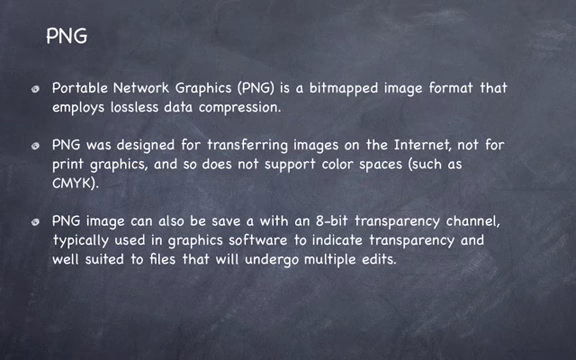 PNG
Portable Network Graphics (PNG) is a bitmapped image format that
employs lossless data compression.
PNG was designed for transferring images on the Internet, not for
print graphics, and so does not support color spaces (such as
CMYK).
PNG image can also be save a with an 8-bit transparency channel,
typically used in graphics software to indicate transparency and
well suited to files that will undergo multiple edits.